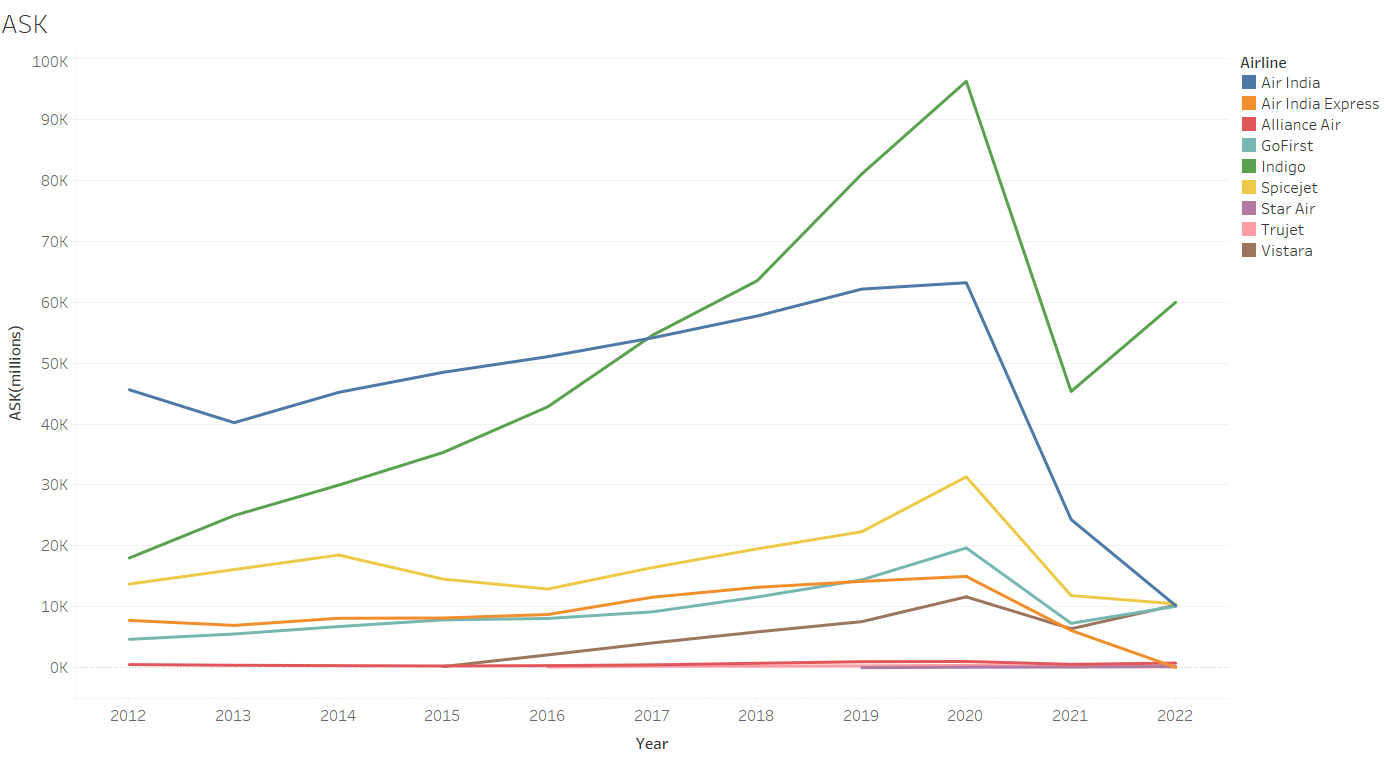 ASK
100K
90K
80K
70K
60K
50K
40K
30K
20K
10K
0K
ASK(millions)
2012 2013 2014 2015 2016 2017 2018 2019 2020 2021 2022
Year
Airline
Air India
Air India Express
Alliance Air
GoFirst
Indigo
Spicejet
Star Air
Trujet
Vistara